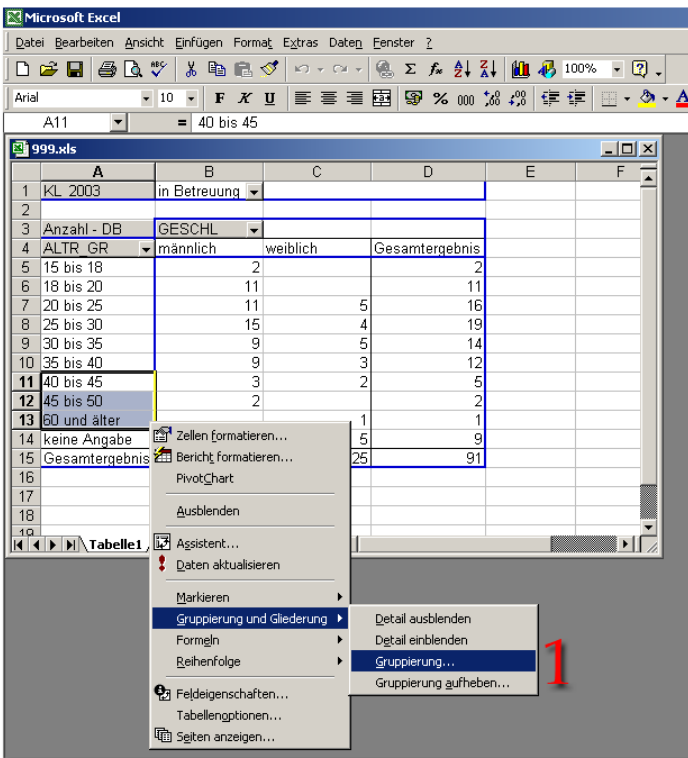 Microsoft Excel
Datei Bearbeiten Ansicht Einfügen Format Extras Daten Fenster ?
100%
Arial 10 F K U % 000
A11 = 40 bis 45
999.xls
A B C D E F
1 KL 2003 in Betreuung
2
3 Anzahl - DB GESCHL
4 ALTR_GR männlich weiblich Gesamtergebnis
5 15 bis 18 2 2
6 18 bis 20 11 11
7 20 bis 25 11 5 16
8 25 bis 30 15 4 19
9 30 bis 35 9 5 14
10 35 bis 40 9 3 12
11 40 bis 45 3 2 5
12 45 bis 50 2 2
13 60 und älter 1 1
14 keine Angabe 5 9
15 Gesamtergebnis 25 91
16
17
18
19
Tabelle1
Zellen formatieren...
Bericht formatieren...
PivotChart
Ausblenden
Assistent...
Daten aktualisieren
Markieren
Gruppierung und Gliederung
Formeln
Reihenfolge
Feldeigenschaften...
Tabellenoptionen...
Seiten anzeigen...
Detail ausblenden
Detail einblenden
Gruppierung...
Gruppierung aufheben...
1